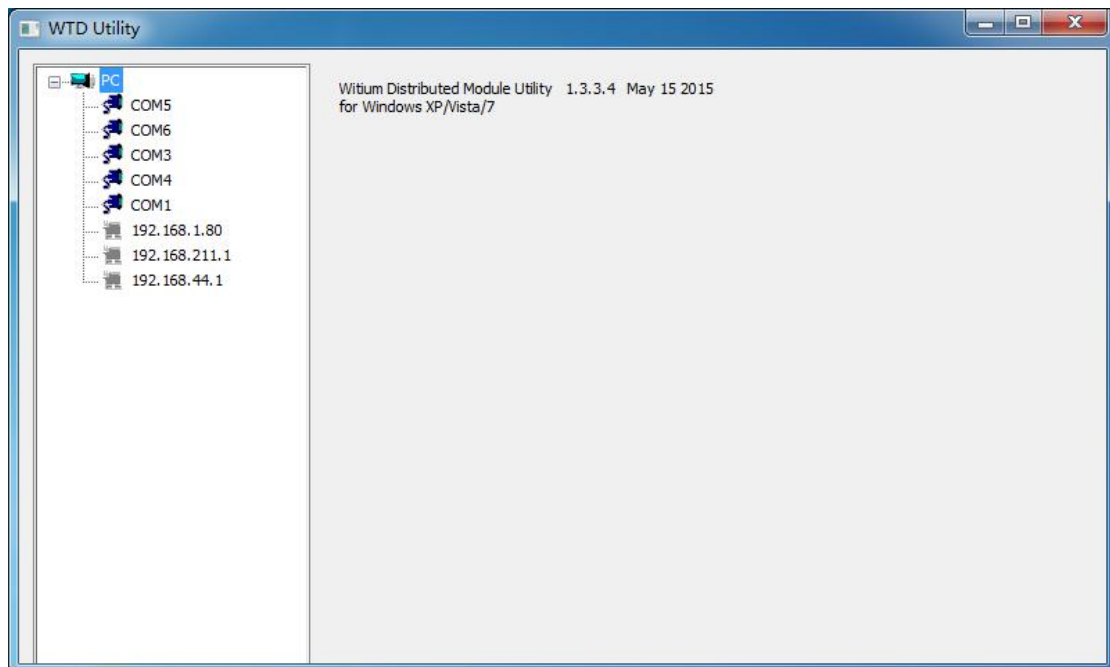 WTD Utility
PC
COM5
COM6
COM3
COM4
COM1
192.168.1.80
192.168.211.1
192.168.44.1
Witium Distributed Module Utility 1.3.3.4 May 15 2015
for Windows XP/Vista/7